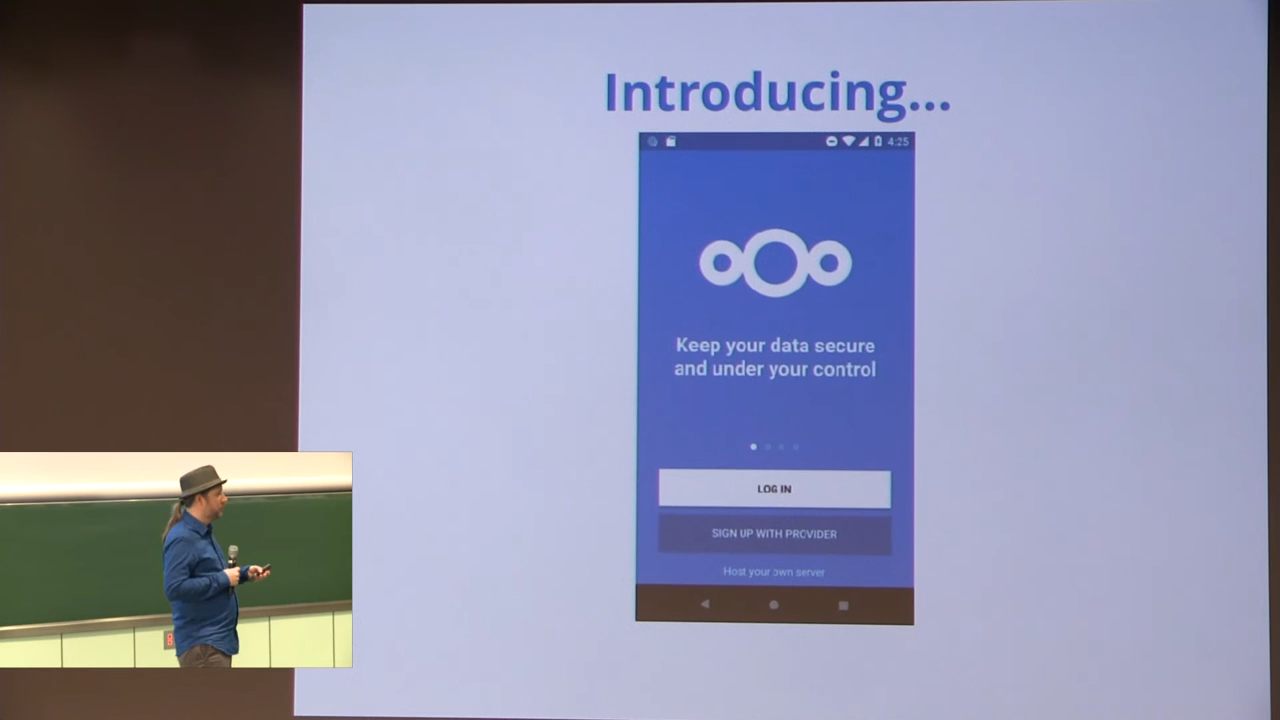 Introducing...
4:25
Keep your data secure
and under your control
LOG IN
SIGN UP WITH PROVIDER
Host your own server